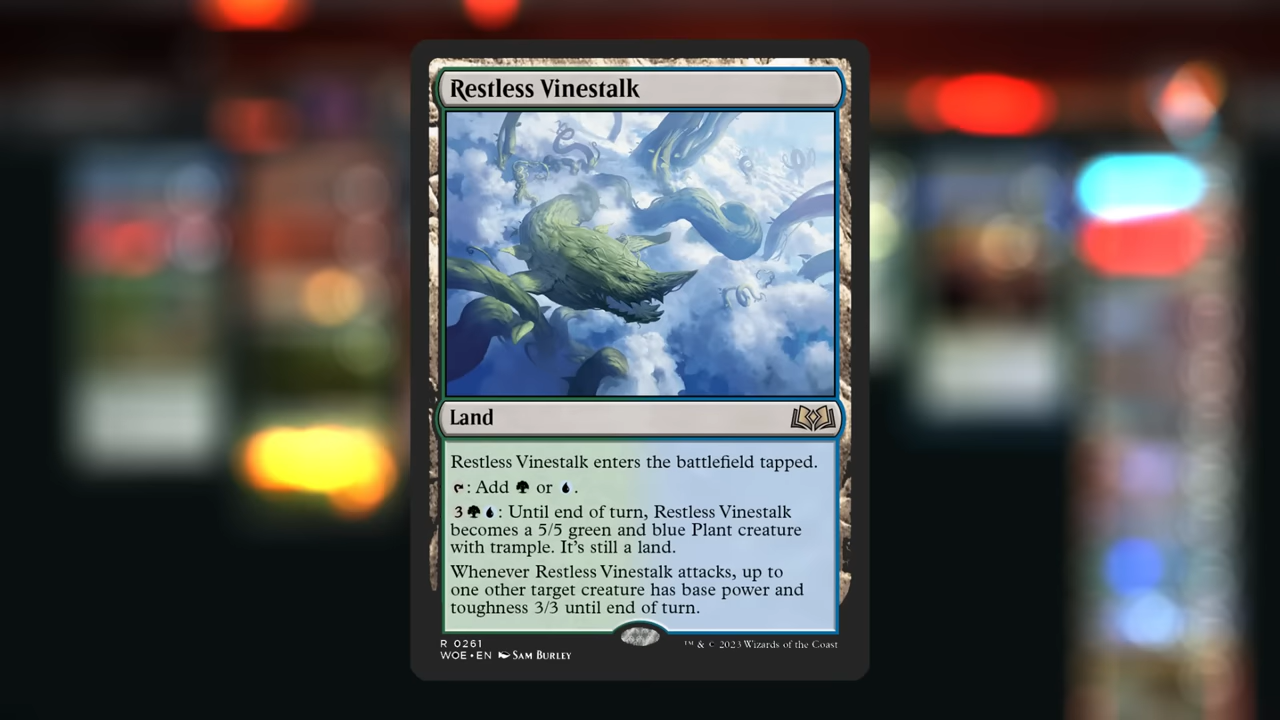 Restless Vinestalk
Land
Restless Vinestalk enters the battlefield tapped.
: Add or .
3 : Until end of turn, Restless Vinestalk
becomes a 5/5 green and blue Plant creature
with trample. It's still a land.
Whenever Restless Vinestalk attacks, up to
one other target creature has base power and
toughness 3/3 until end of turn.
R 0261
WOE • EN Sam Burley
™ & © 2023 Wizards of the Coast